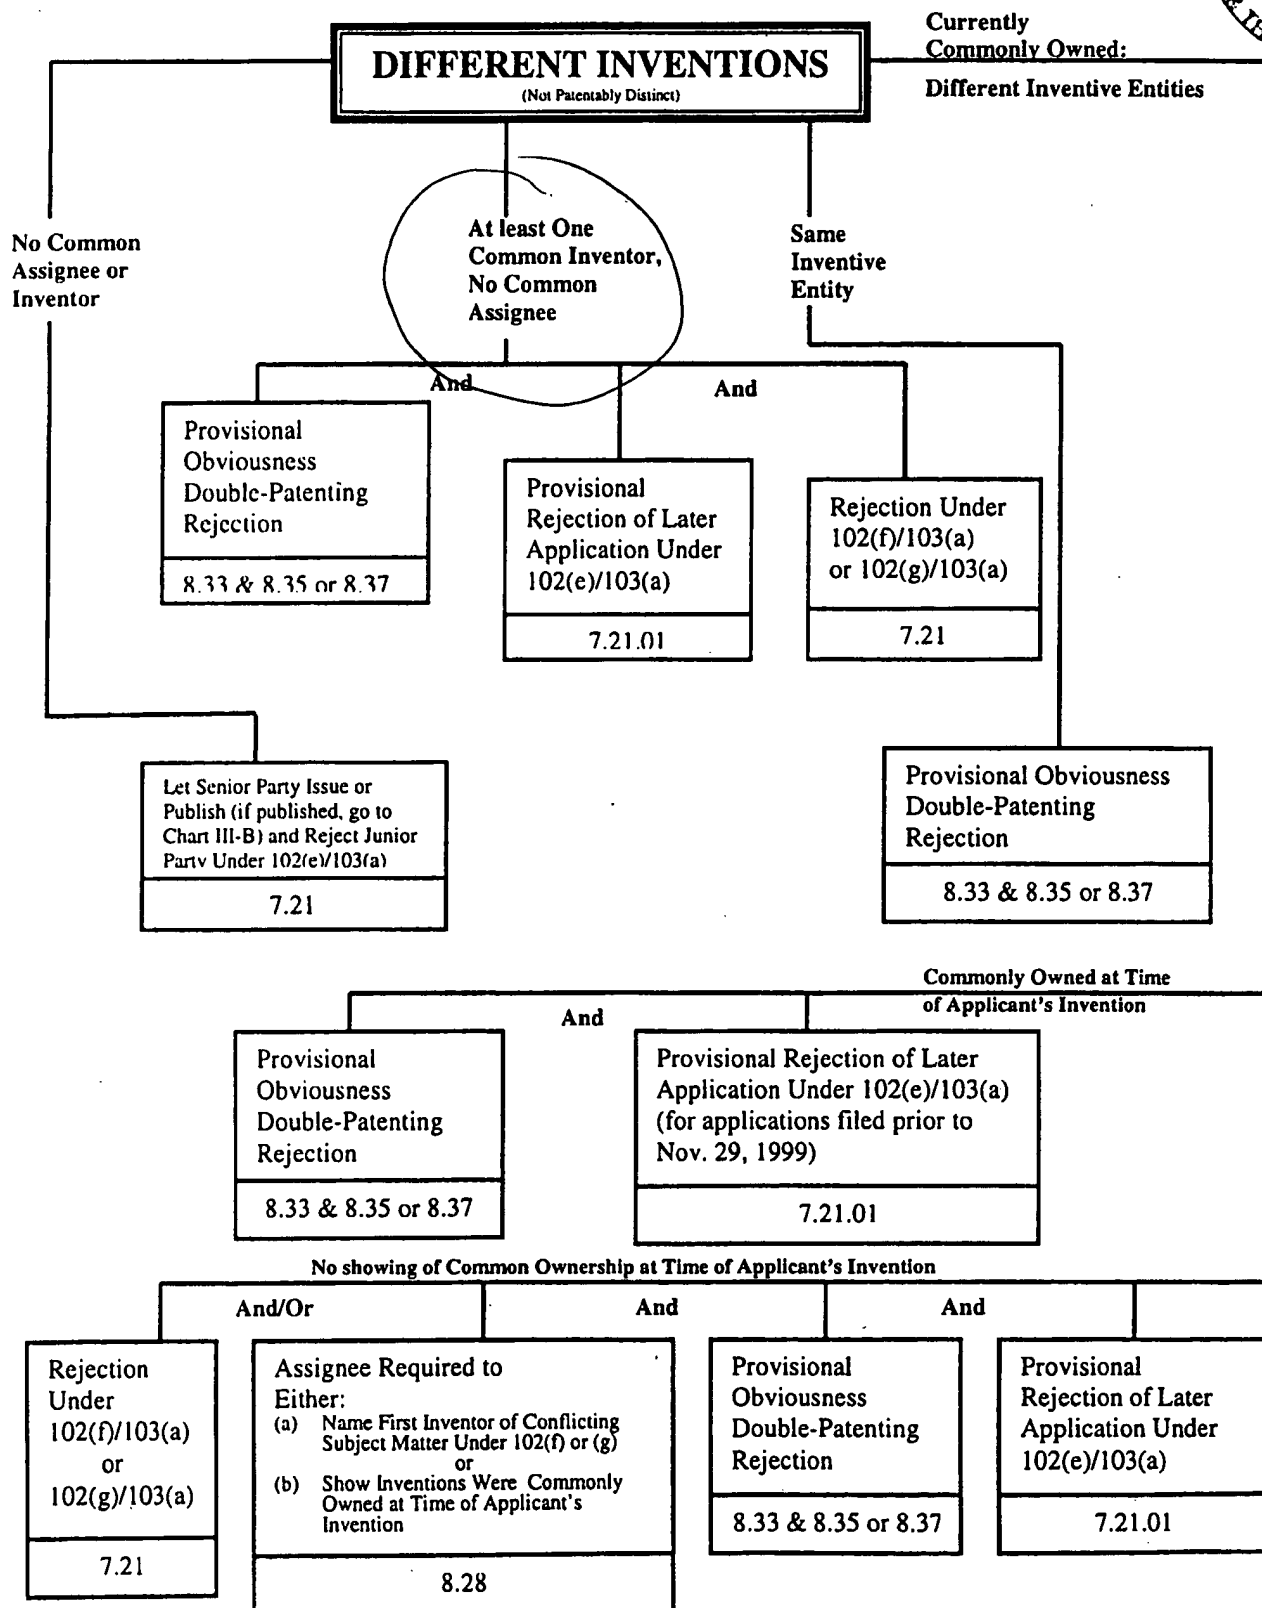 Currently
Commonly Owned:
Different Inventive Entities
DIFFERENT INVENTIONS
(Not Patentably Distinct)
No Common
Assignee or
Inventor
At least One
Common Inventor,
No Common
Assignee
Same
Inventive
Entity
And
And
Provisional
Obviousness
Double-Patenting
Rejection
8.33 & 8.35 or 8.37
Provisional
Rejection of Later
Application Under
102(e)/103(a)
7.21.01
Rejection Under
102(f)/103(a)
or 102(g)/103(a)
7.21
Let Senior Party Issue or
Publish (if published, go to
Chart III-B) and Reject Junior
Party Under 102(e)/103(a)
7.21
Provisional Obviousness
Double-Patenting
Rejection
8.33 & 8.35 or 8.37
Commonly Owned at Time
of Applicant's Invention
And
Provisional
Obviousness
Double-Patenting
Rejection
8.33 & 8.35 or 8.37
Provisional Rejection of Later
Application Under 102(e)/103(a)
(for applications filed prior to
Nov. 29, 1999)
7.21.01
No showing of Common Ownership at Time of Applicant's Invention
And/Or
And
And
Rejection
Under
102(f)/103(a)
or
102(g)/103(a)
7.21
Assignee Required to
Either:
(a) Name First Inventor of Conflicting
Subject Matter Under 102(f) or (g)
or
(b) Show Inventions Were Commonly
Owned at Time of Applicant's
Invention
8.28
Provisional
Obviousness
Double-Patenting
Rejection
8.33 & 8.35 or 8.37
Provisional
Rejection of Later
Application Under
102(e)/103(a)
7.21.01